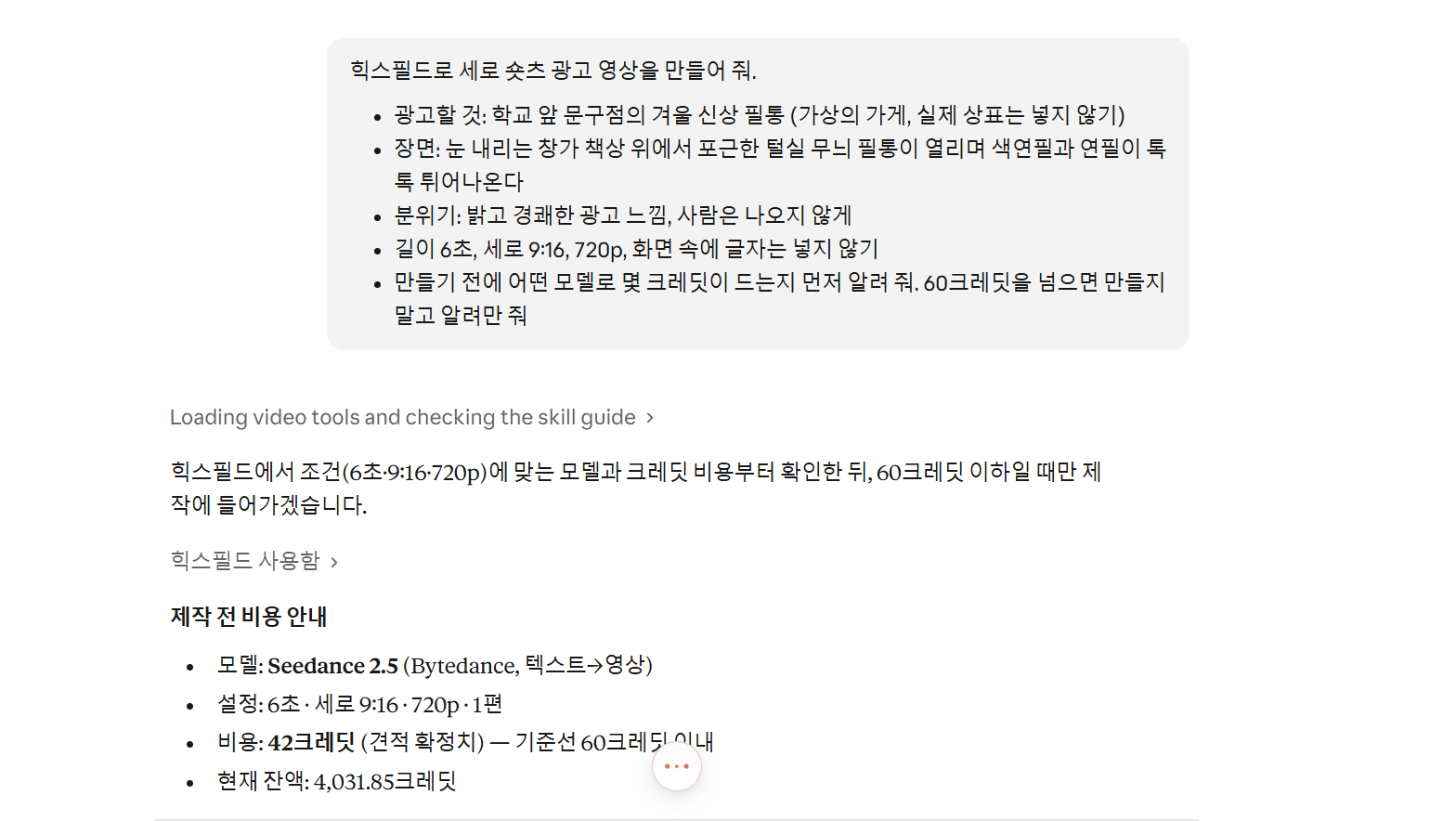 힉스필드로 세로 숏츠 광고 영상을 만들어 줘.
• 광고할 것: 학교 앞 문구점의 겨울 신상 필통 (가상의 가게, 실제 상표는 넣지 않기)
• 장면: 눈 내리는 창가 책상 위에서 포근한 털실 무늬 필통이 열리며 색연필과 연필이 톡
톡 튀어나온다
• 분위기: 밝고 경쾌한 광고 느낌, 사람은 나오지 않게
• 길이 6초, 세로 9:16, 720p, 화면 속에 글자는 넣지 않기
• 만들기 전에 어떤 모델로 몇 크레딧이 드는지 먼저 알려 줘. 60크레딧을 넘으면 만들지
말고 알려만 줘
Loading video tools and checking the skill guide >
힉스필드에서 조건(6초·9:16·720p)에 맞는 모델과 크레딧 비용부터 확인한 뒤, 60크레딧 이하일 때만 제
작에 들어가겠습니다.
힉스필드 사용함 >
제작 전 비용 안내
• 모델: Seedance 2.5 (Bytedance, 텍스트→영상)
• 설정: 6초 · 세로 9:16 · 720p · 1편
• 비용: 42크레딧 (견적 확정치) — 기준선 60크레딧 이내
• 현재 잔액: 4,031.85크레딧